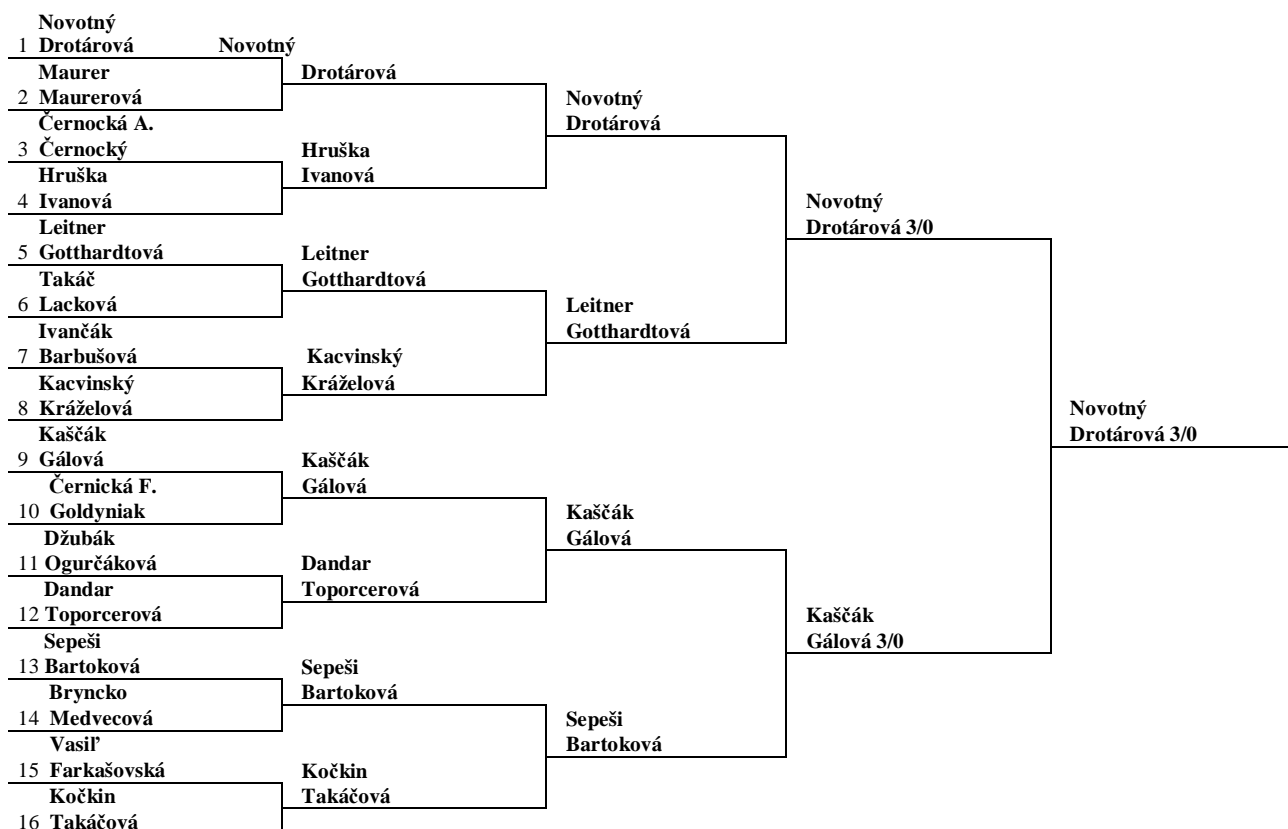 Novotný
1 Drotárová
Maurer
2 Maurerová
Černocká A.
3 Černocký
Hruška
4 Ivanová
Leitner
5 Gotthardtová
Takáč
6 Lacková
Ivančák
7 Barbušová
Kacvinský
8 Kráželová
Kaščák
9 Gálová
Černická F.
10 Goldyniak
Džubák
11 Ogurčáková
Dandar
12 Toporcerová
Sepeši
13 Bartoková
Bryncko
14 Medvecová
Vasiľ
15 Farkašovská
Kočkin
16 Takáčová
Novotný
Drotárová
Hruška
Ivanová
Leitner
Gotthardtová
Kacvinský
Kráželová
Kaščák
Gálová
Dandar
Toporcerová
Sepeši
Bartoková
Kočkin
Takáčová
Novotný
Drotárová
Leitner
Gotthardtová
Kaščák
Gálová
Sepeši
Bartoková
Novotný
Drotárová 3/0
Kaščák
Gálová 3/0
Novotný
Drotárová 3/0